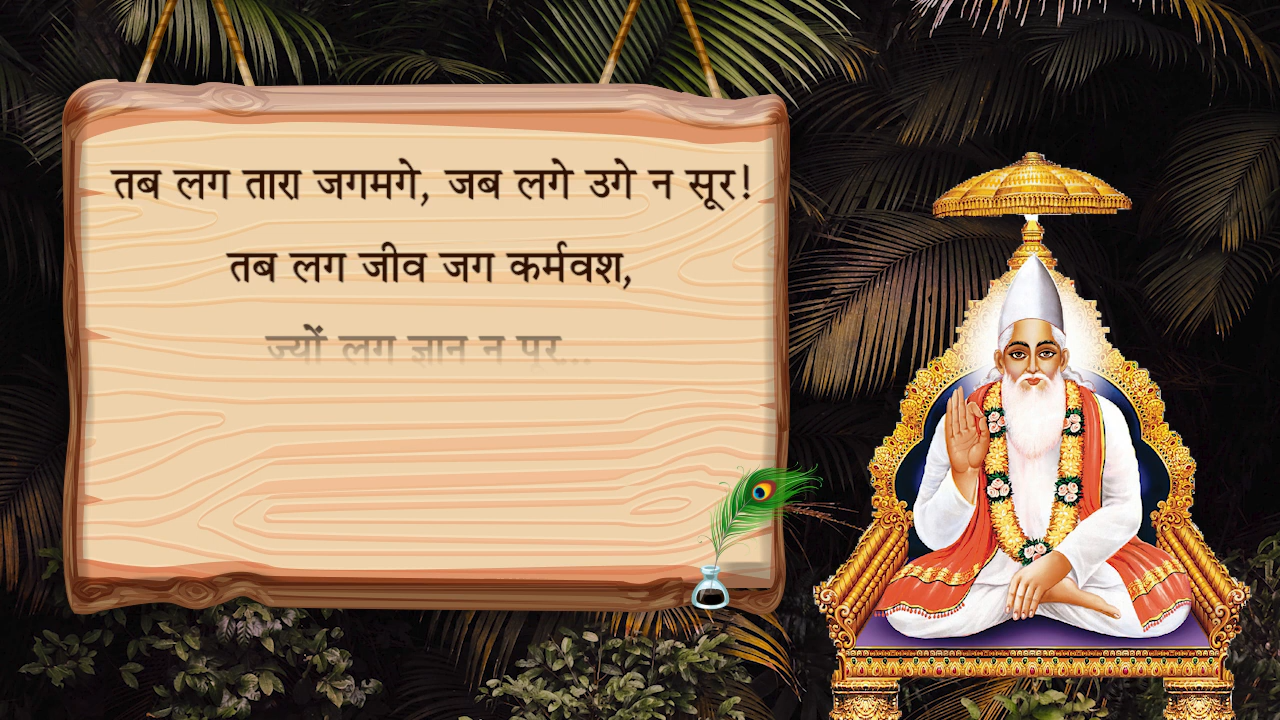 तब लग तारा जगमगे, जब लगे उगे न सूर!
तब लग जीव जग कर्मवश,
ज्यों लग ज्ञान न पूर...